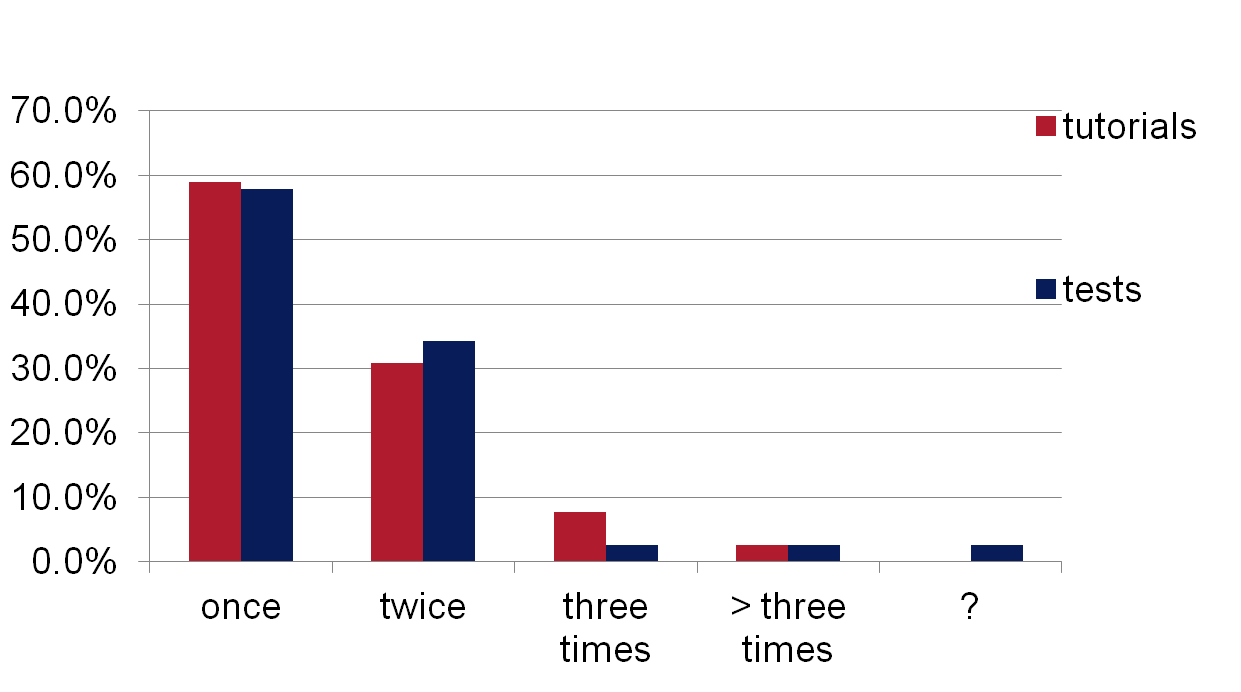 70.0%
60.0%
50.0%
40.0%
30.0%
20.0%
10.0%
0.0%
once
twice
three
times
> three
times
?
tutorials
tests